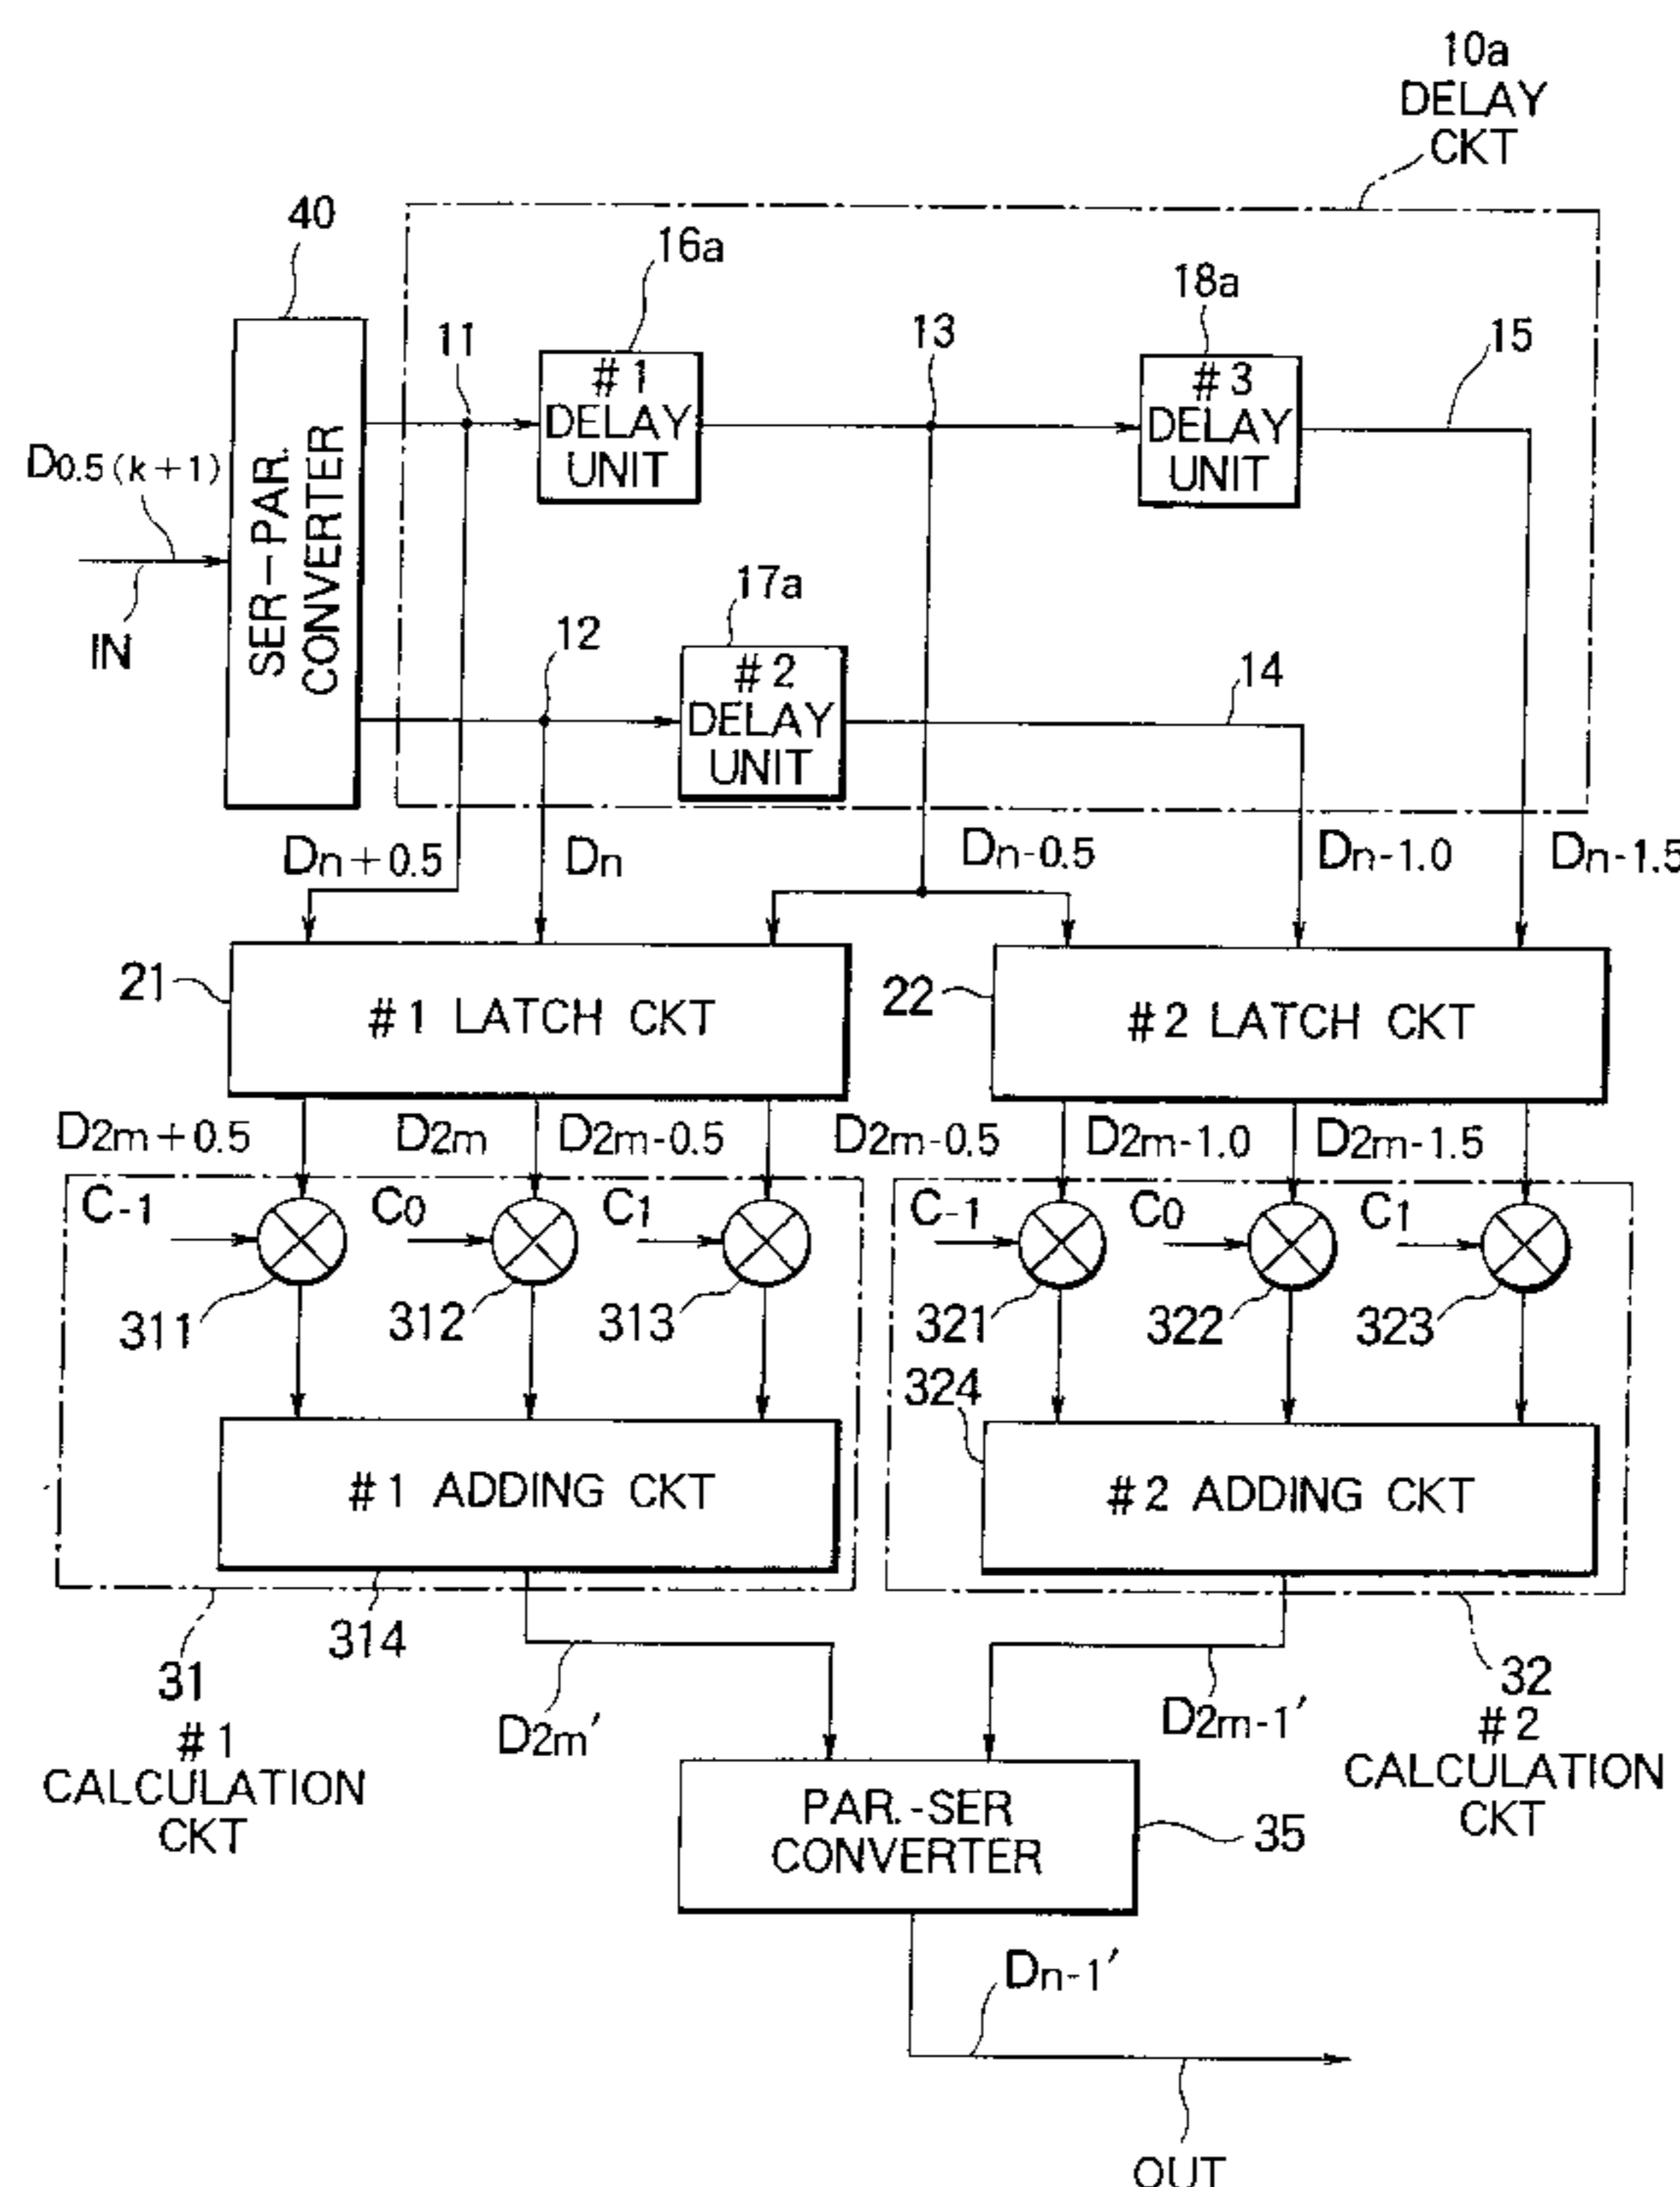 10a
DELAY
CKT
40
16a
18a
11
13
15
#1
DELAY
UNIT
#3
DELAY
UNIT
D0.5(k+1)
SER-PAR.
CONVERTER
IN
17a
12
14
#2
DELAY
UNIT
Dn+0.5
Dn
Dn-0.5
Dn-1.0
Dn-1.5
21
#1 LATCH CKT
22
#2 LATCH CKT
D2m+0.5
D2m
D2m-0.5
D2m-0.5
D2m-1.0
D2m-1.5
C-1
C0
C1
C-1
C0
C1
311
312
313
321
322
323
324
#1 ADDING CKT
#2 ADDING CKT
314
31
#1
CALCULATION
CKT
D2m'
D2m-1'
32
#2
CALCULATION
CKT
PAR.-SER
CONVERTER
35
Dn-1'
OUT